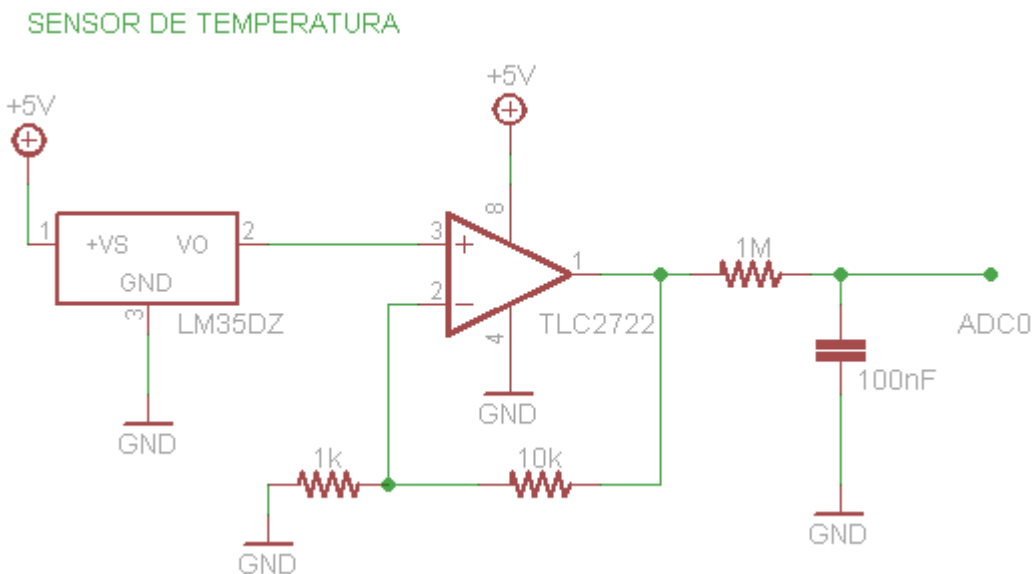 SENSOR DE TEMPERATURA
+5V
+5V
1
+VS
VO
GND
2
3
LM35DZ
GND
3
+
2
−
8
4
1
TLC2722
GND
1M
ADC0
100nF
GND
1k
10k
GND